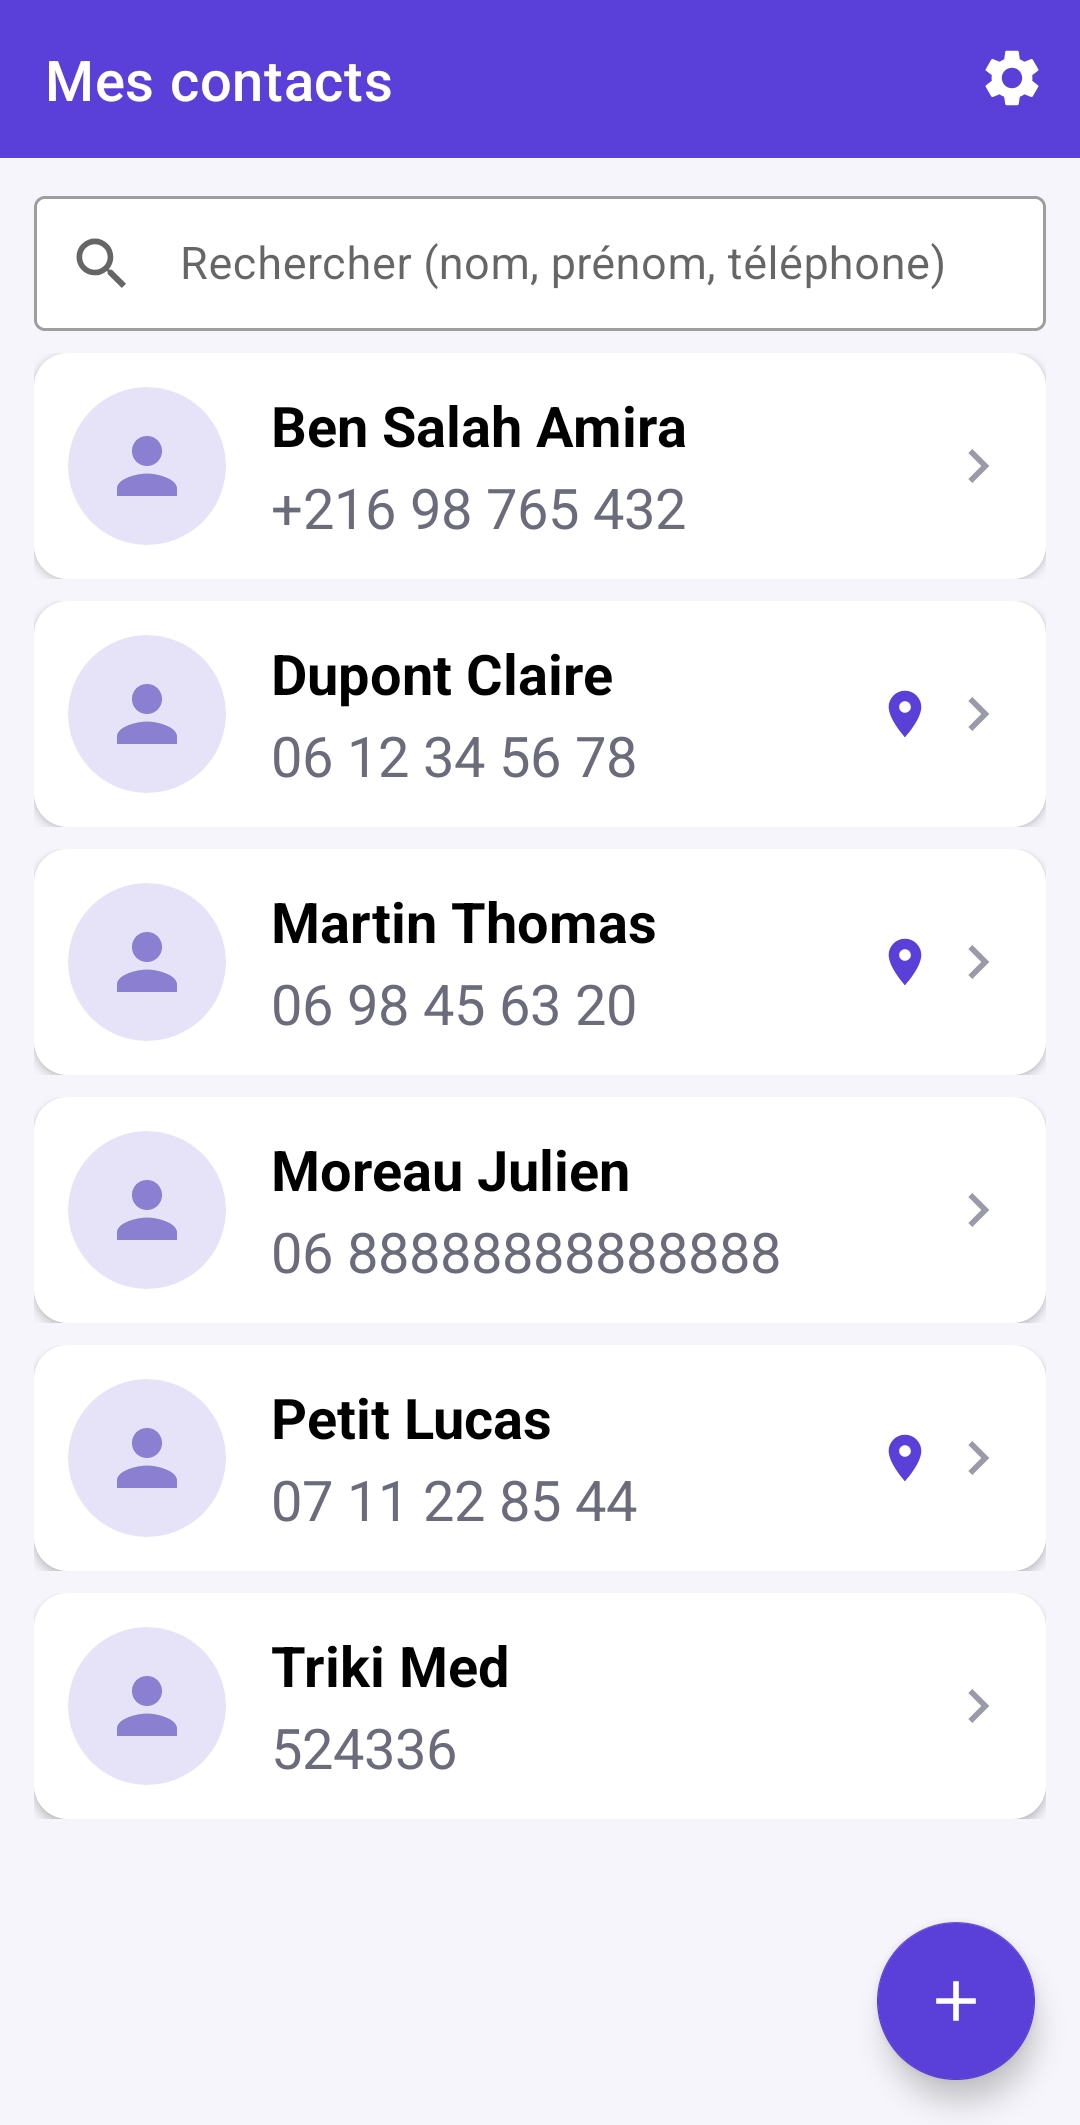 Mes contacts
Rechercher (nom, prénom, téléphone)
Ben Salah Amira
+216 98 765 432
Dupont Claire
06 12 34 56 78
Martin Thomas
06 98 45 63 20
Moreau Julien
06 88888888888888
Petit Lucas
07 11 22 85 44
Triki Med
524336